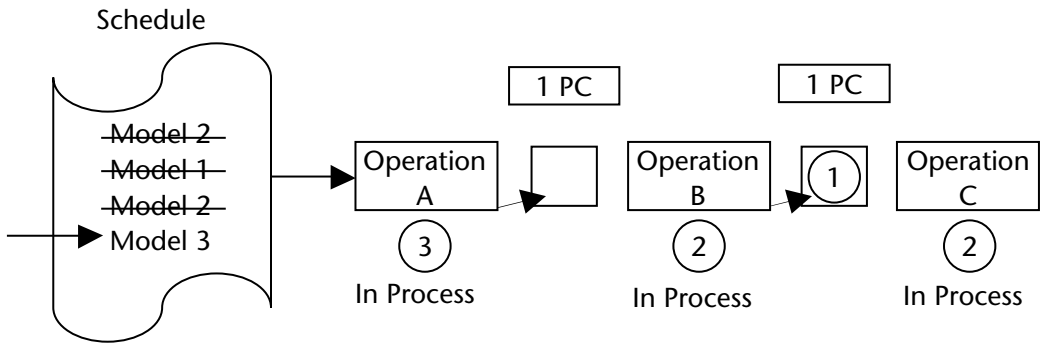 Schedule
Model 2
Model 1
Model 2
Model 3
1 PC
1 PC
Operation
A
Operation
B
1
Operation
C
3
2
2
In Process
In Process
In Process